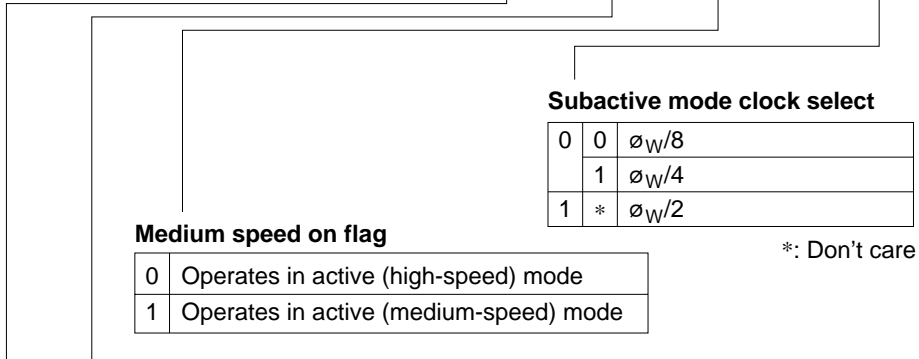 Subactive mode clock select
0 0 øW/8
1 øW/4
1 * øW/2
*: Don't care
Medium speed on flag
0 Operates in active (high-speed) mode
1 Operates in active (medium-speed) mode